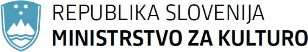 REPUBLIKA SLOVENIJA
MINISTRSTVO ZA KULTURO